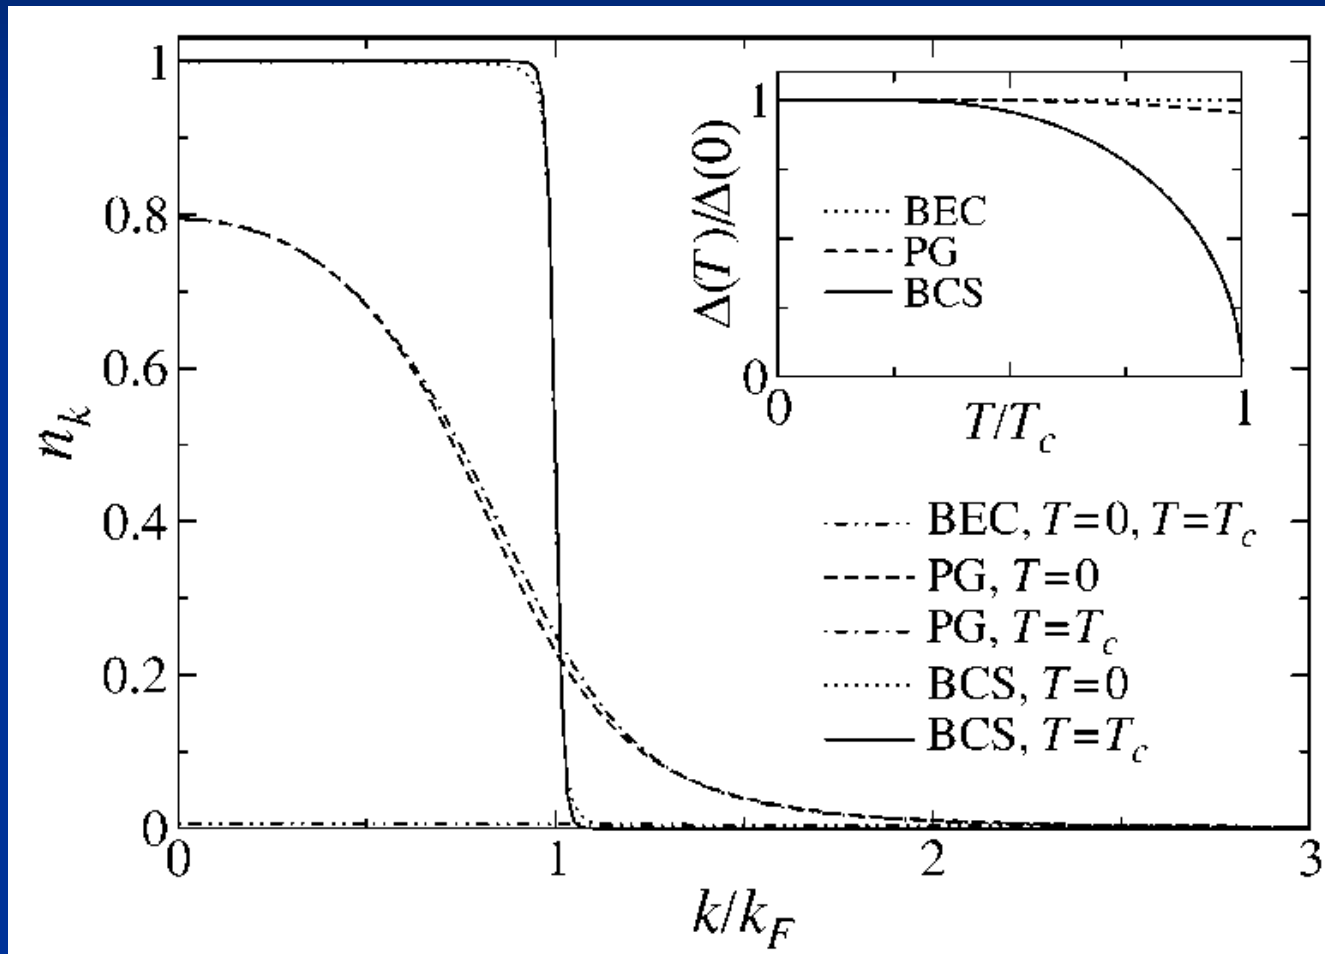 1
0.8
0.6
0.4
0.2
0
0
1
2
3
n_k
k/k_F
1
0
0
1
Δ(T)/Δ(0)
T/T_c
BEC
PG
BCS
BEC, T=0, T=T_c
PG, T=0
PG, T=T_c
BCS, T=0
BCS, T=T_c